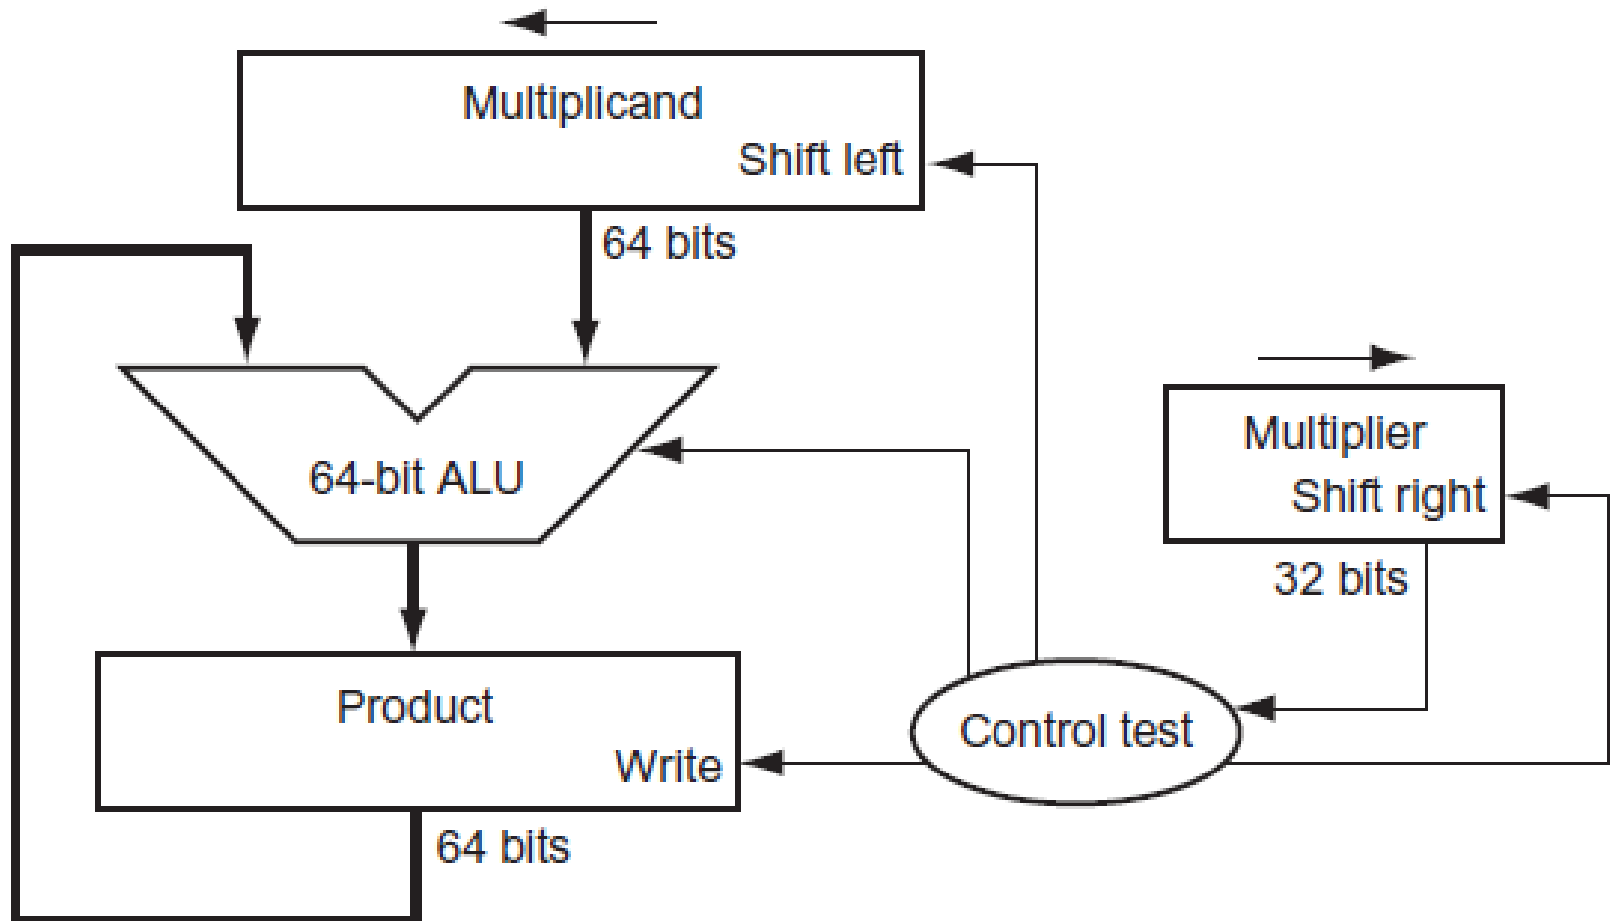 Multiplicand
Shift left
64 bits
64-bit ALU
Multiplier
Shift right
32 bits
Product
Write
Control test
64 bits